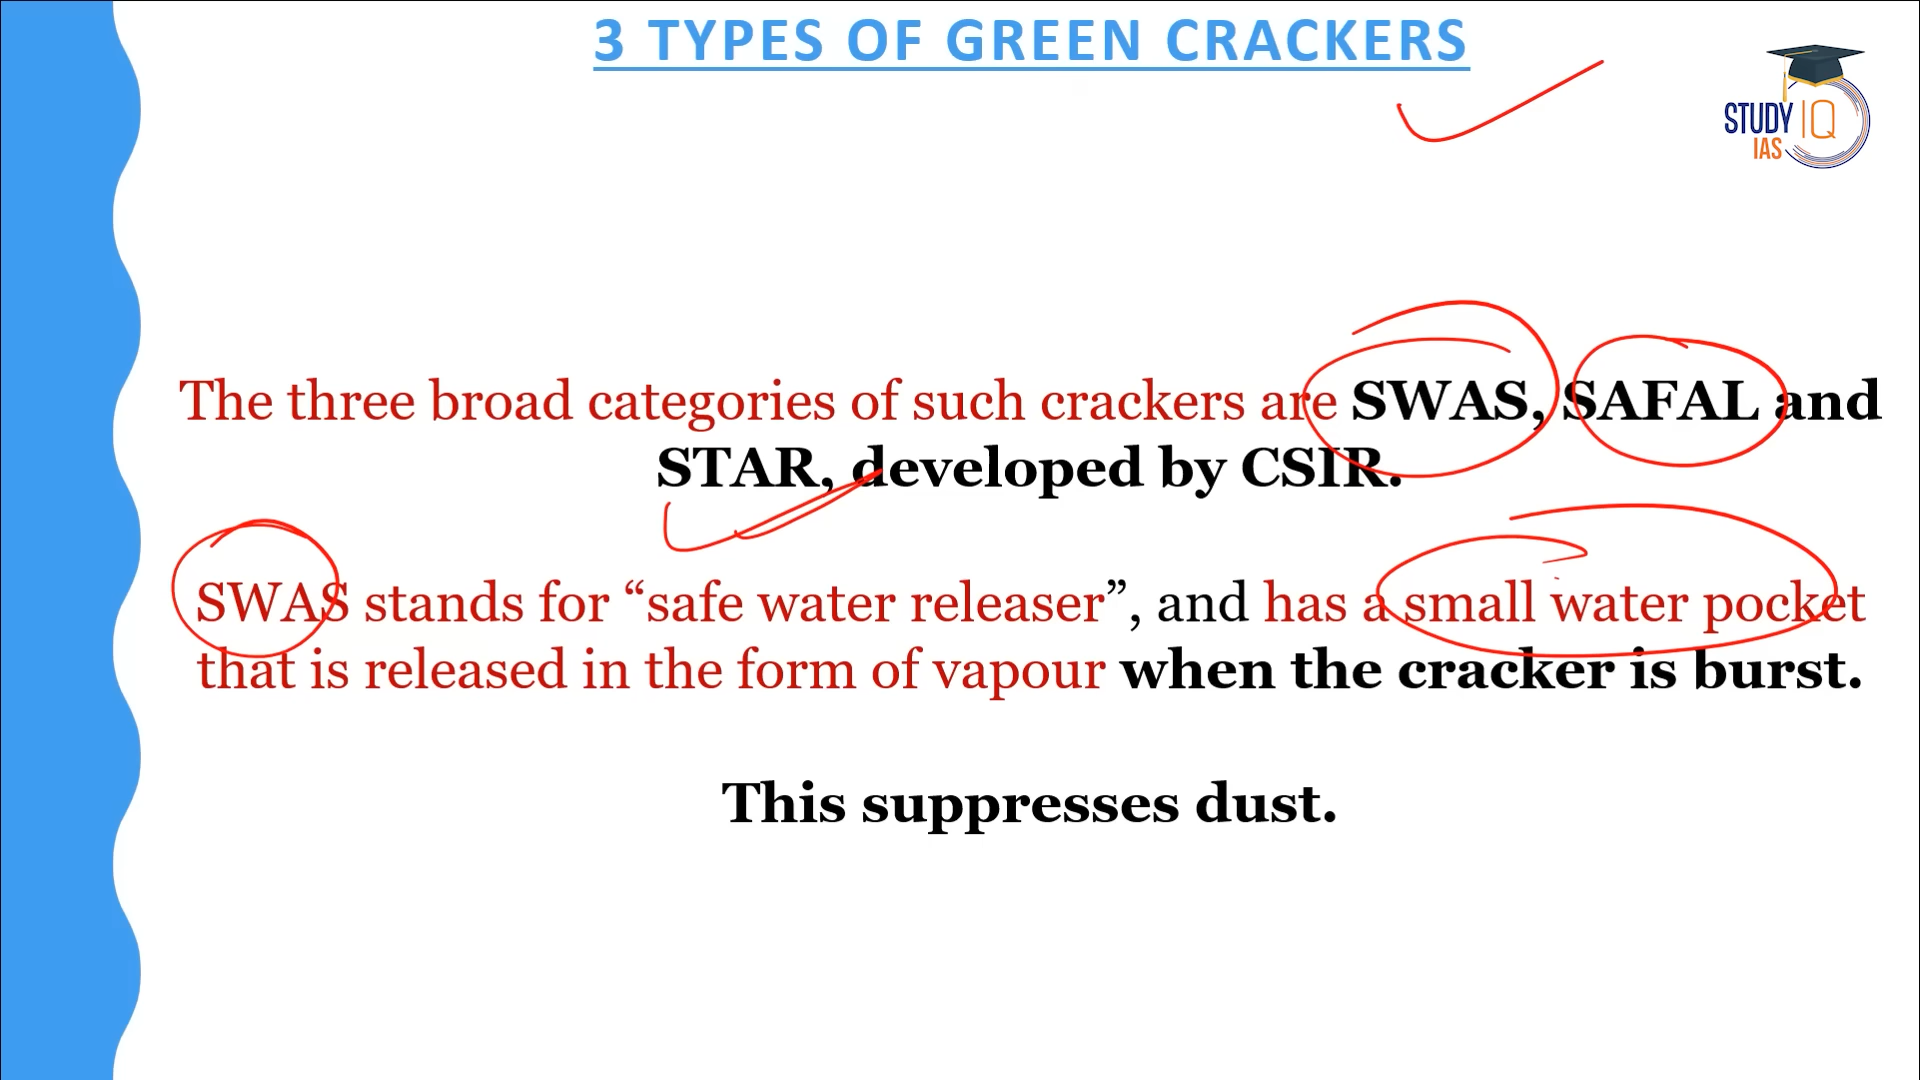 3 TYPES OF GREEN CRACKERS
STUDY IQ
IAS
The three broad categories of such crackers are SWAS, SAFAL and
STAR, developed by CSIR.
SWAS stands for “safe water releaser”, and has a small water pocket
that is released in the form of vapour when the cracker is burst.
This suppresses dust.